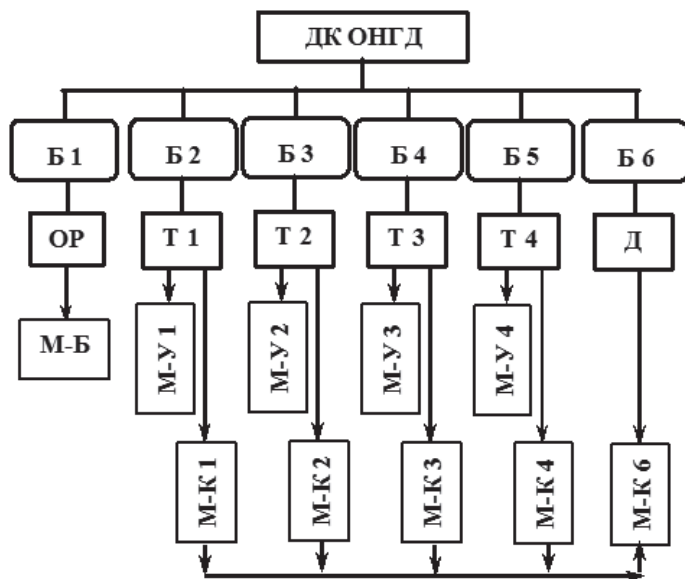 ДК ОНГД
Б 1
Б 2
Б 3
Б 4
Б 5
Б 6
ОР
Т 1
Т 2
Т 3
Т 4
Д
М-Б
М-У 1
М-У 2
М-У 3
М-У 4
М-К 1
М-К 2
М-К 3
М-К 4
М-К 6